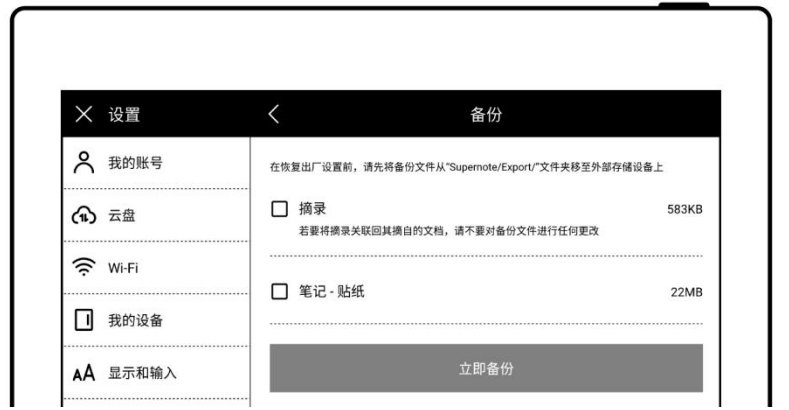 设置
备份
我的账号
云盘
Wi-Fi
我的设备
显示和输入
在恢复出厂设置前，请先将备份文件从“Supernote/Export/”文件夹移至外部存储设备上
摘录
583KB
若要将摘录关联回其摘自的文档，请不要对备份文件进行任何更改
笔记 - 贴纸
22MB
立即备份